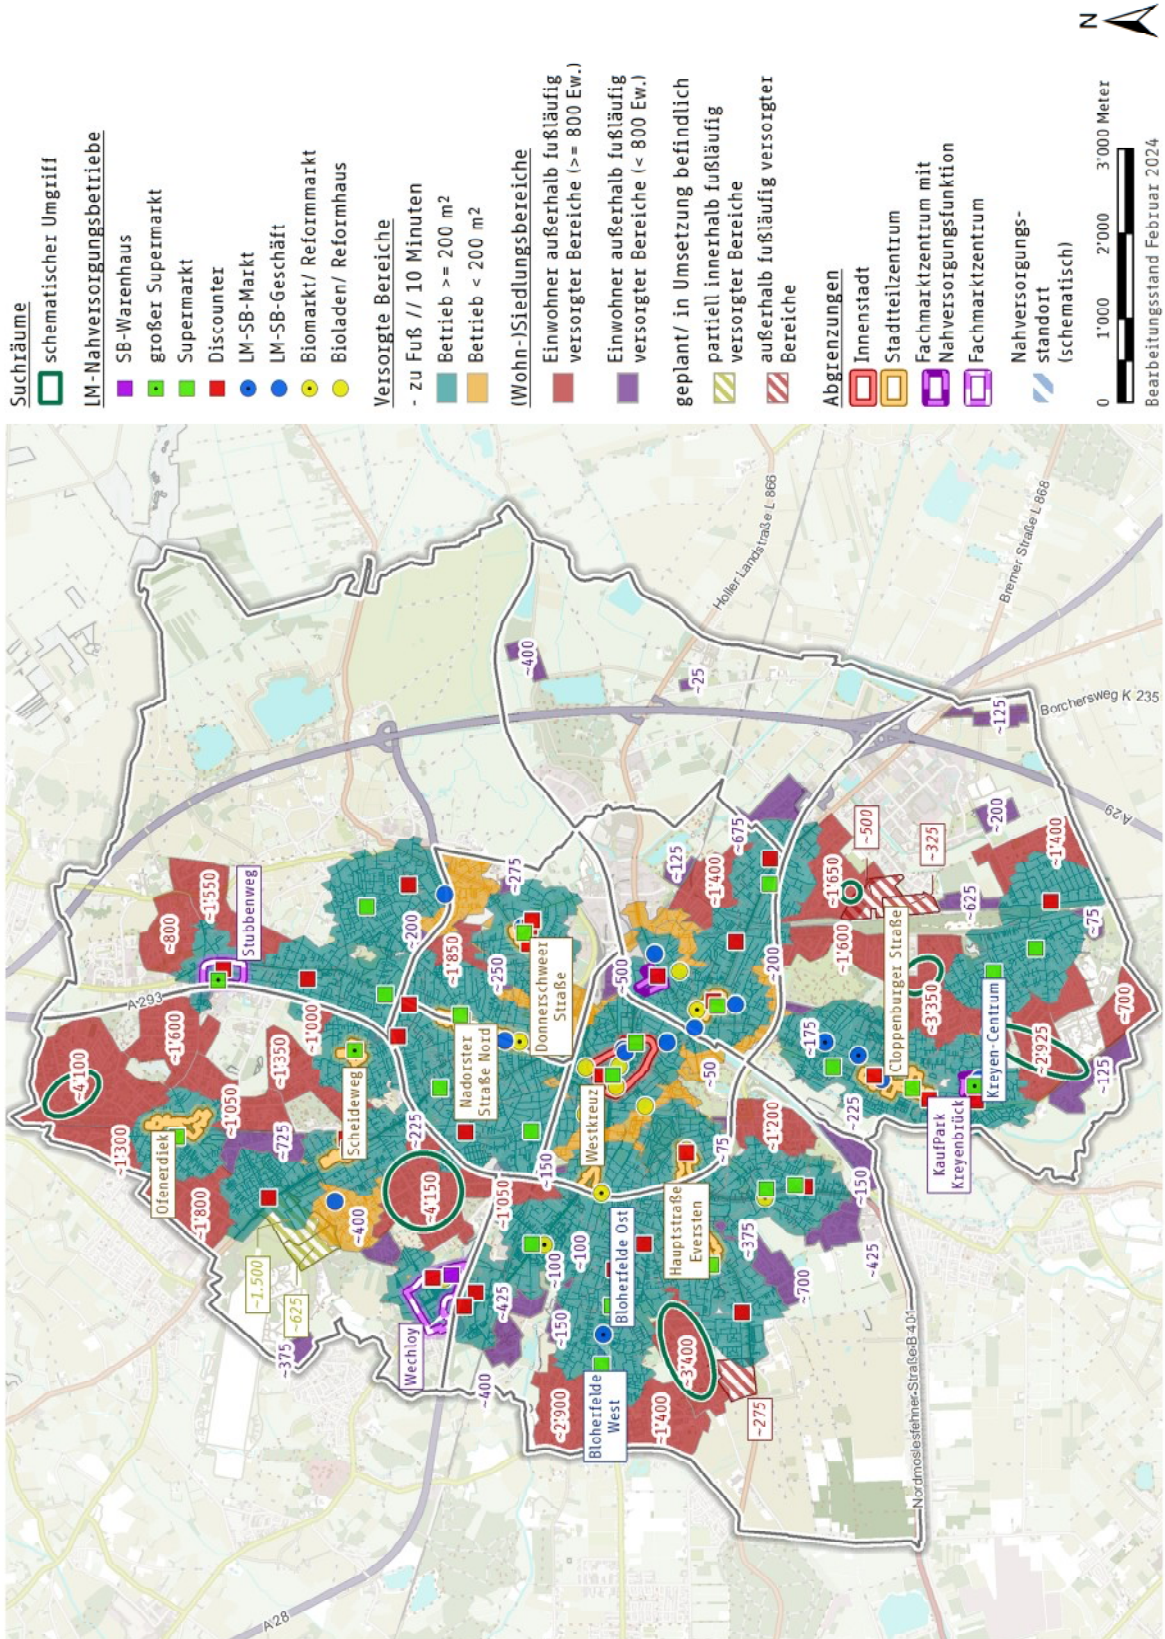 Suchräume
schematischer Umgriff
LM-Nahversorgungsbetriebe
SB-Warenhaus
großer Supermarkt
Supermarkt
Discounter
LM-SB-Markt
LM-SB-Geschäft
Biomarkt/ Reformmarkt
Bioladen/ Reformhaus
Versorgte Bereiche
- zu Fuß // 10 Minuten
Betrieb >= 200 m²
Betrieb < 200 m²
(Wohn-)Siedlungsbereiche
Einwohner außerhalb fußläufig
versorgter Bereiche (>= 800 Ew.)
Einwohner außerhalb fußläufig
versorgter Bereiche (< 800 Ew.)
geplant/ in Umsetzung befindlich
partiell innerhalb fußläufig
versorgter Bereiche
außerhalb fußläufig versorgter
Bereiche
Abgrenzungen
Innenstadt
Stadtteilzentrum
Fachmarktzentrum mit
Nahversorgungsfunktion
Fachmarktzentrum
Nahversorgungs-
standort
(schematisch)
0 1'000 2'000 3'000 Meter
Bearbeitungsstand Februar 2024
N
~4'100
~1'300
~1'600
~800
~1'550
Stubbenweg
A 293
Ofenerdiek
~1'050
~1'350
~1'000
~1'800
~725
Scheideweg
~200
~1.500
~625
~400
~225
~4'150
Nadorster
Straße Nord
~1'850
~250
~275
~375
Wechloy
~1'050
~150
Donnerschweer
Straße
~400
~425
~400
~100
~100
~150
Westkreuz
~500
~125
~25
~2'900
Bloherfelde
West
Bloherfelde Ost
~1'400
~3'400
~275
Hauptstraße
Eversten
~75
~50
~1'400
~675
~200
~375
~1'200
~700
~150
~425
~225
~175
~1'600
~1'650
~500
~325
~625
Cloppenburger Straße
~3'350
KaufPark
Kreyenbrück
Kreyen-Centrum
~2'925
~125
~700
~75
~1'400
~200
~125
Holler Landstraße L 866
Bremer Straße L 868
Borchersweg K 235
A 29
A 28
Nordmoslesfehner-Straße-B 401